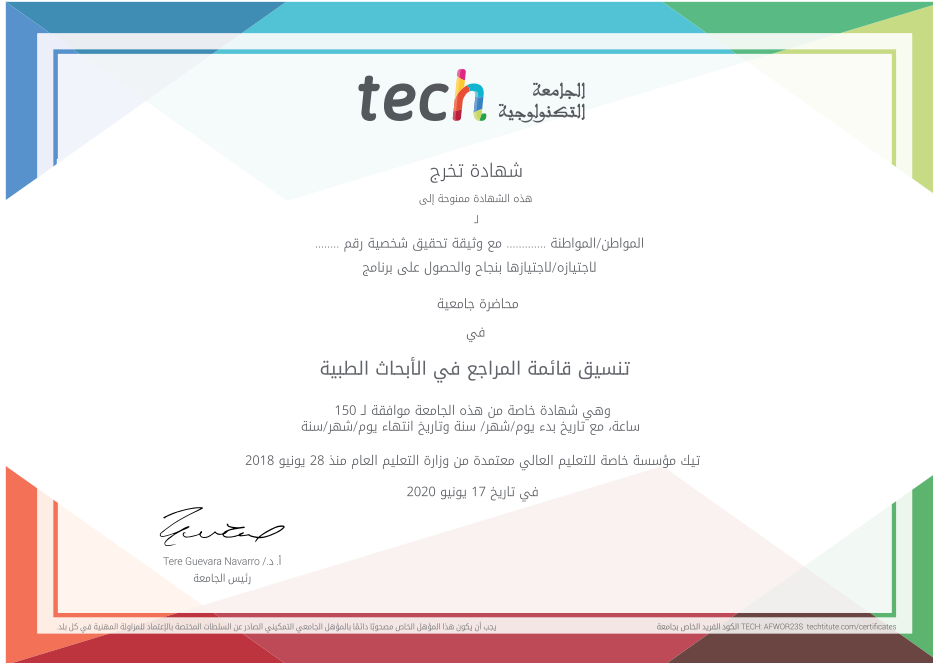 tech الجامعة
التكنولوجية
شهادة تخرج
هذه الشهادة ممنوحة إلى
لـ
المواطن/المواطنة ............ مع وثيقة تحقيق شخصية رقم ........
لاجتيازه/لاجتيازها بنجاح والحصول على برنامج
محاضرة جامعية
في
تنسيق قائمة المراجع في الأبحاث الطبية
وهي شهادة خاصة من هذه الجامعة موافقة لـ 150
ساعة، مع تاريخ بدء يوم/شهر/ سنة وتاريخ انتهاء يوم/شهر/سنة
تيك مؤسسة خاصة للتعليم العالي معتمدة من وزارة التعليم العام منذ 28 يونيو 2018
في تاريخ 17 يونيو 2020
أ. د./ Tere Guevara Navarro
رئيس الجامعة
يجب أن يكون هذا المؤهل الخاص مصحوبًا دائمًا بالمؤهل الجامعي التمكيني الصادر عن السلطات المختصة بالإعتماد للمزاولة المهنية في كل بلد.
الكود الفريد الخاص بجامعة TECH: AFWOR23S techtitute.com/certificates